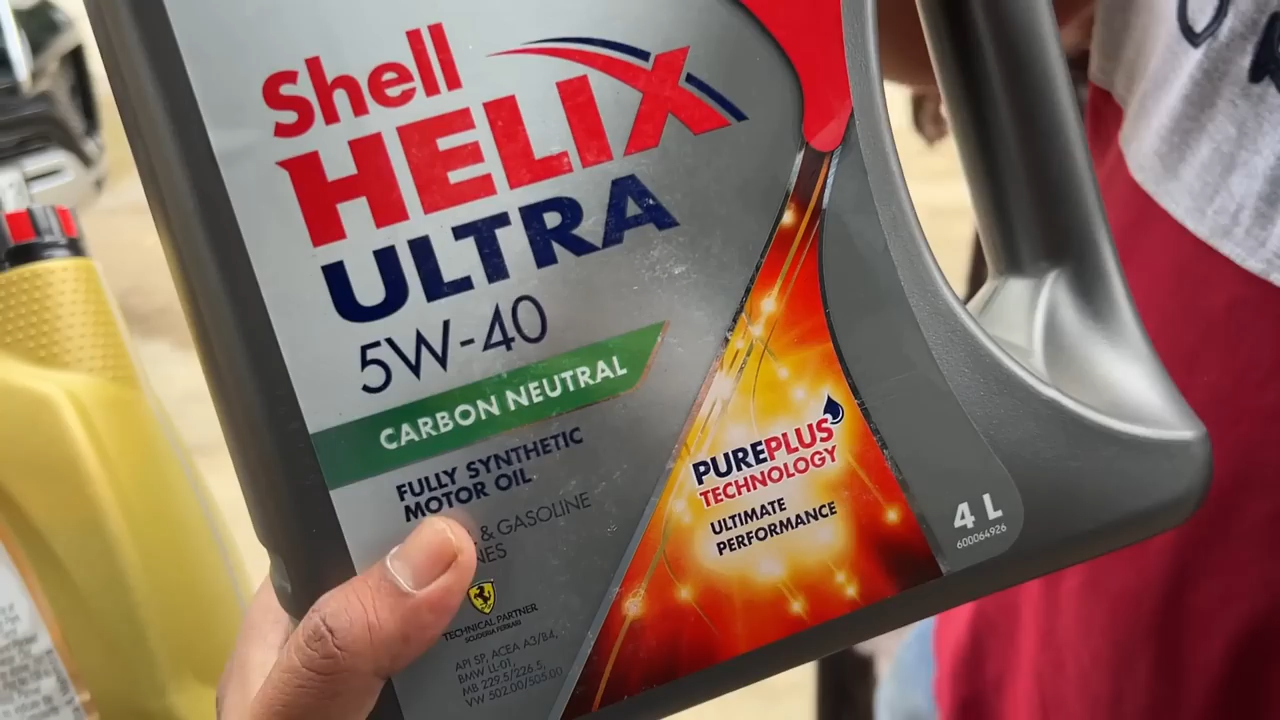 Shell
HELIX
ULTRA
5W-40
CARBON NEUTRAL
FULLY SYNTHETIC
MOTOR OIL
& GASOLINE
NES
TECHNICAL PARTNER
SCUDERIA FERRARI
API SP, ACEA A3/B4,
BMW LL-01,
MB 229.5/226.5,
VW 502.00/505.00
PUREPLUS
TECHNOLOGY
ULTIMATE
PERFORMANCE
4 L
600064926